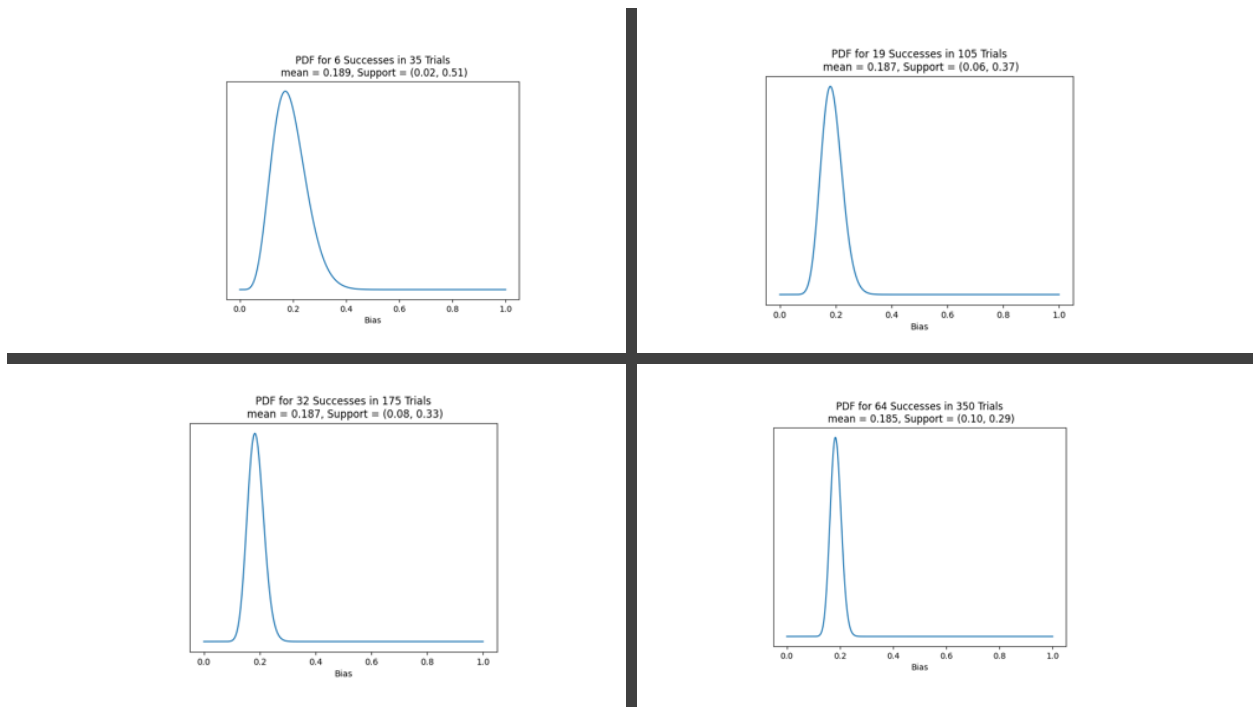 PDF for 6 Successes in 35 Trials
mean = 0.189, Support = (0.02, 0.51)
0.0 0.2 0.4 0.6 0.8 1.0
Bias
PDF for 19 Successes in 105 Trials
mean = 0.187, Support = (0.06, 0.37)
0.0 0.2 0.4 0.6 0.8 1.0
Bias
PDF for 32 Successes in 175 Trials
mean = 0.187, Support = (0.08, 0.33)
0.0 0.2 0.4 0.6 0.8 1.0
Bias
PDF for 64 Successes in 350 Trials
mean = 0.185, Support = (0.10, 0.29)
0.0 0.2 0.4 0.6 0.8 1.0
Bias